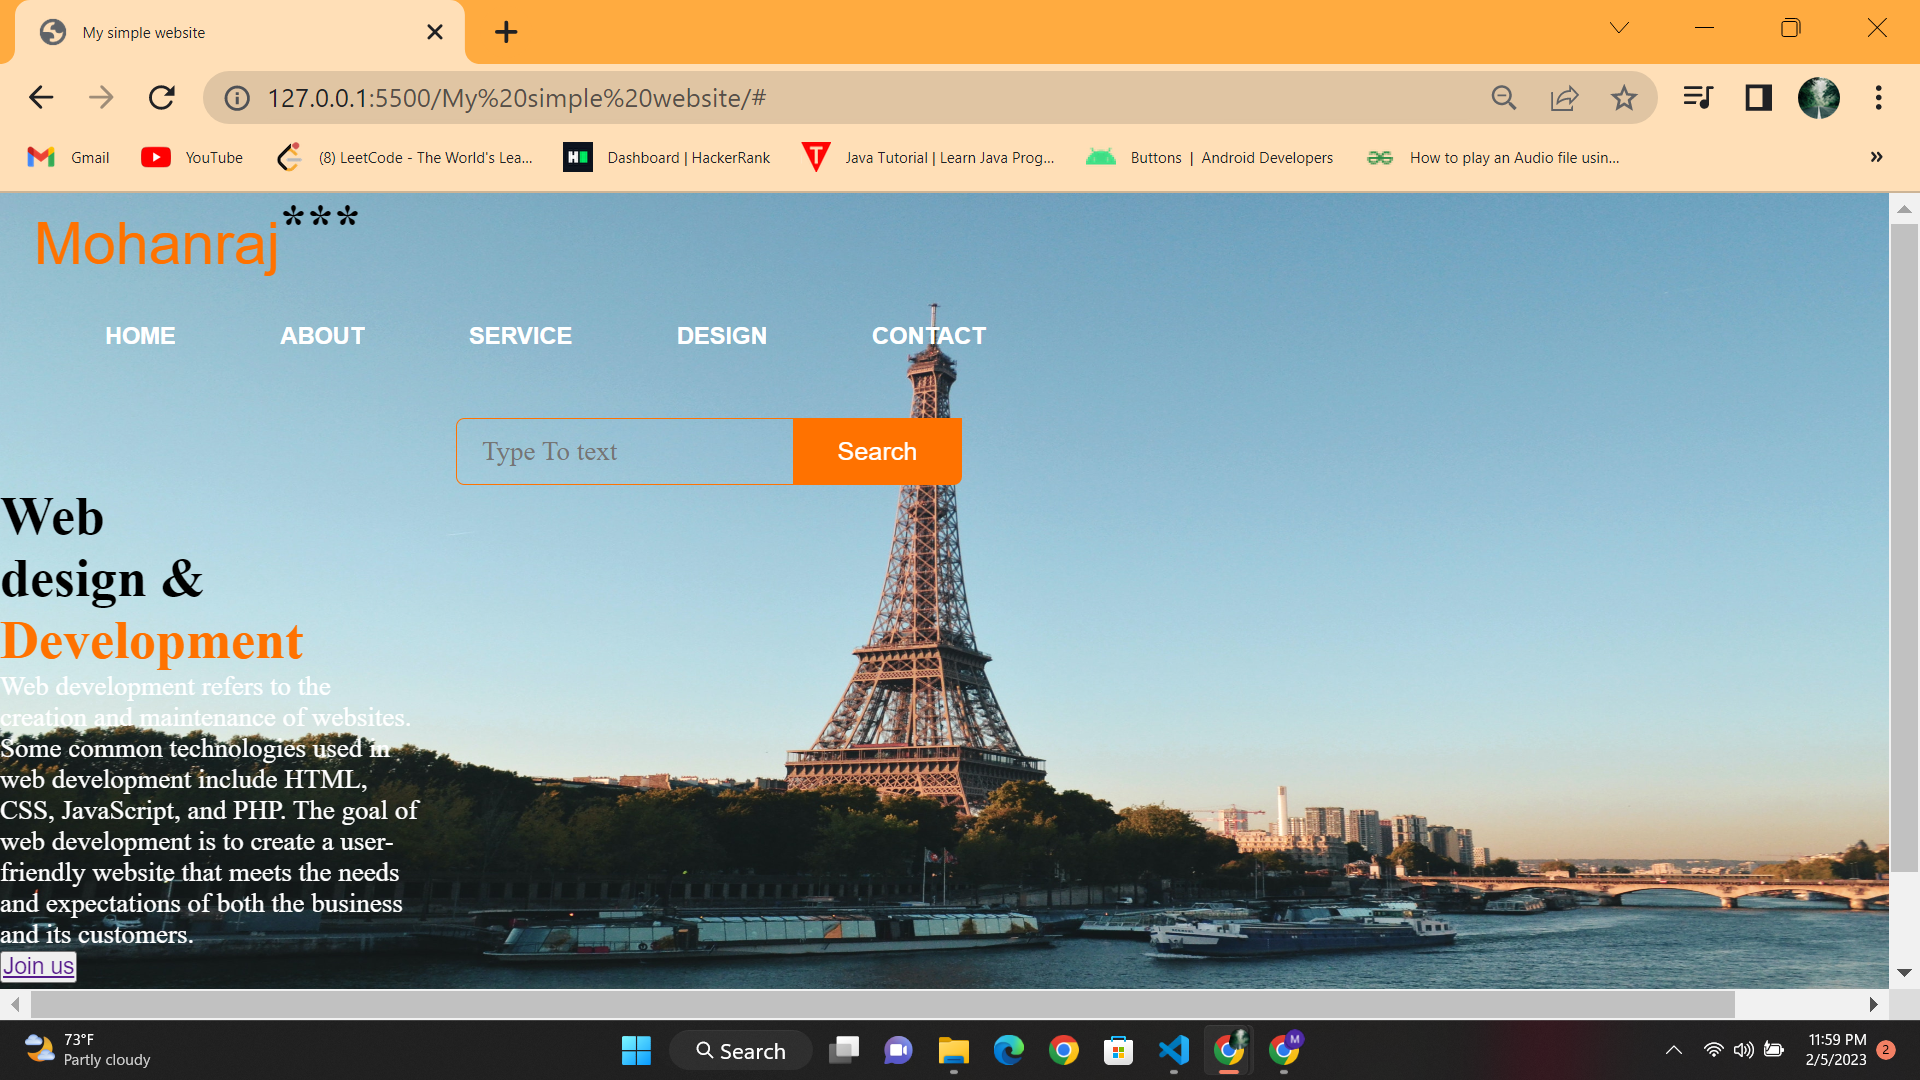 My simple website
127.0.0.1:5500/My%20simple%20website/#
Gmail YouTube (8) LeetCode - The World's Lea... Dashboard | HackerRank Java Tutorial | Learn Java Prog... Buttons | Android Developers How to play an Audio file usin... »
Mohanraj***
HOME ABOUT SERVICE DESIGN CONTACT
Type To text Search
Web
design &
Development
Web development refers to the
creation and maintenance of websites.
Some common technologies used in
web development include HTML,
CSS, JavaScript, and PHP. The goal of
web development is to create a user-
friendly website that meets the needs
and expectations of both the business
and its customers.
Join us
73°F
Partly cloudy
Search
M
11:59 PM
2/5/2023
2